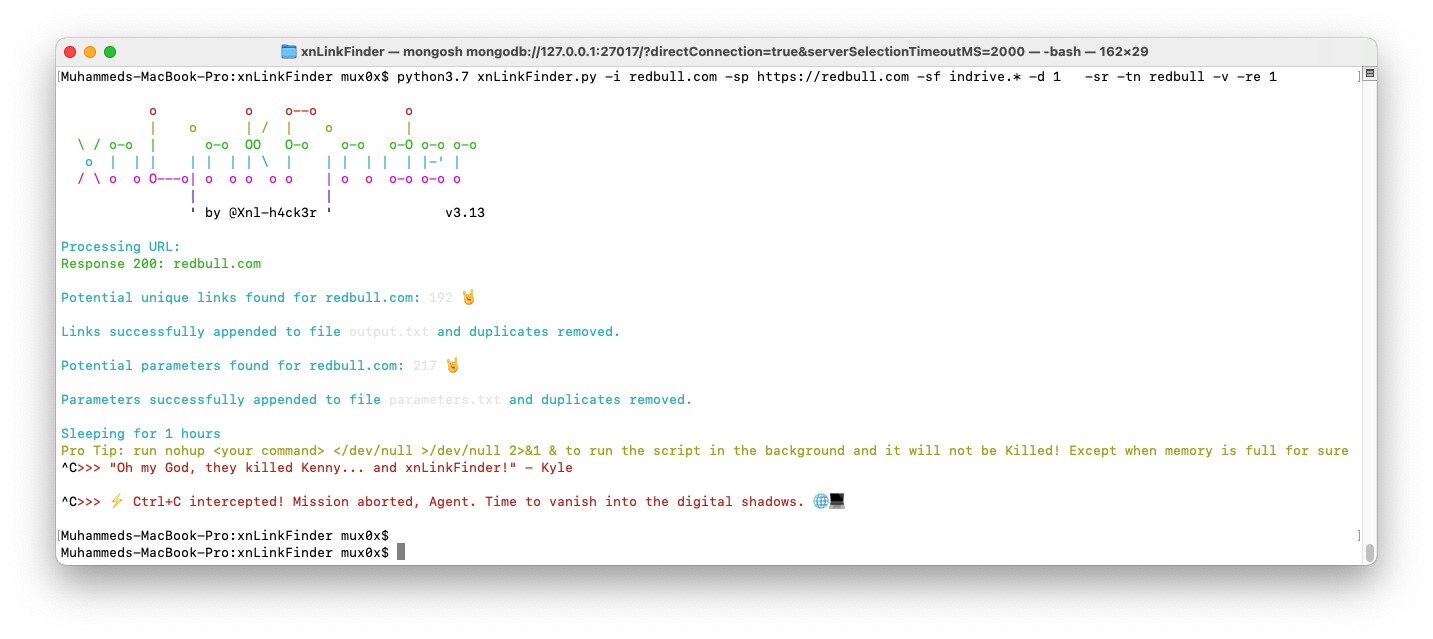 xnLinkFinder — mongosh mongodb://127.0.0.1:27017/?directConnection=true&serverSelectionTimeoutMS=2000 — -bash — 162×29
[Muhammeds-MacBook-Pro:xnLinkFinder mux0x$ python3.7 xnLinkFinder.py -i redbull.com -sp https://redbull.com -sf indrive.* -d 1   -sr -tn redbull -v -re 1 ]
           o           o    o--o           o
           |    o      | /  |    o         |
  \ / o-o  |      o-o  OO   O-o    o-o   o-O o-o o-o
   o  |  | |    | |  | | \  |    | |  | |  | |-' |
  / \ o  o O---o| o  o o  o o    | o  o  o-o o-o o
                |                |
                ' by @Xnl-h4ck3r '              v3.13
Processing URL:
Response 200: redbull.com
Potential unique links found for redbull.com: 192 🤘
Links successfully appended to file output.txt and duplicates removed.
Potential parameters found for redbull.com: 217 🤘
Parameters successfully appended to file parameters.txt and duplicates removed.
Sleeping for 1 hours
Pro Tip: run nohup <your command> </dev/null >/dev/null 2>&1 & to run the script in the background and it will not be Killed! Except when memory is full for sure
^C>>> "Oh my God, they killed Kenny... and xnLinkFinder!" - Kyle
^C>>> ⚡ Ctrl+C intercepted! Mission aborted, Agent. Time to vanish into the digital shadows. 🌐💻
[Muhammeds-MacBook-Pro:xnLinkFinder mux0x$ ]
Muhammeds-MacBook-Pro:xnLinkFinder mux0x$